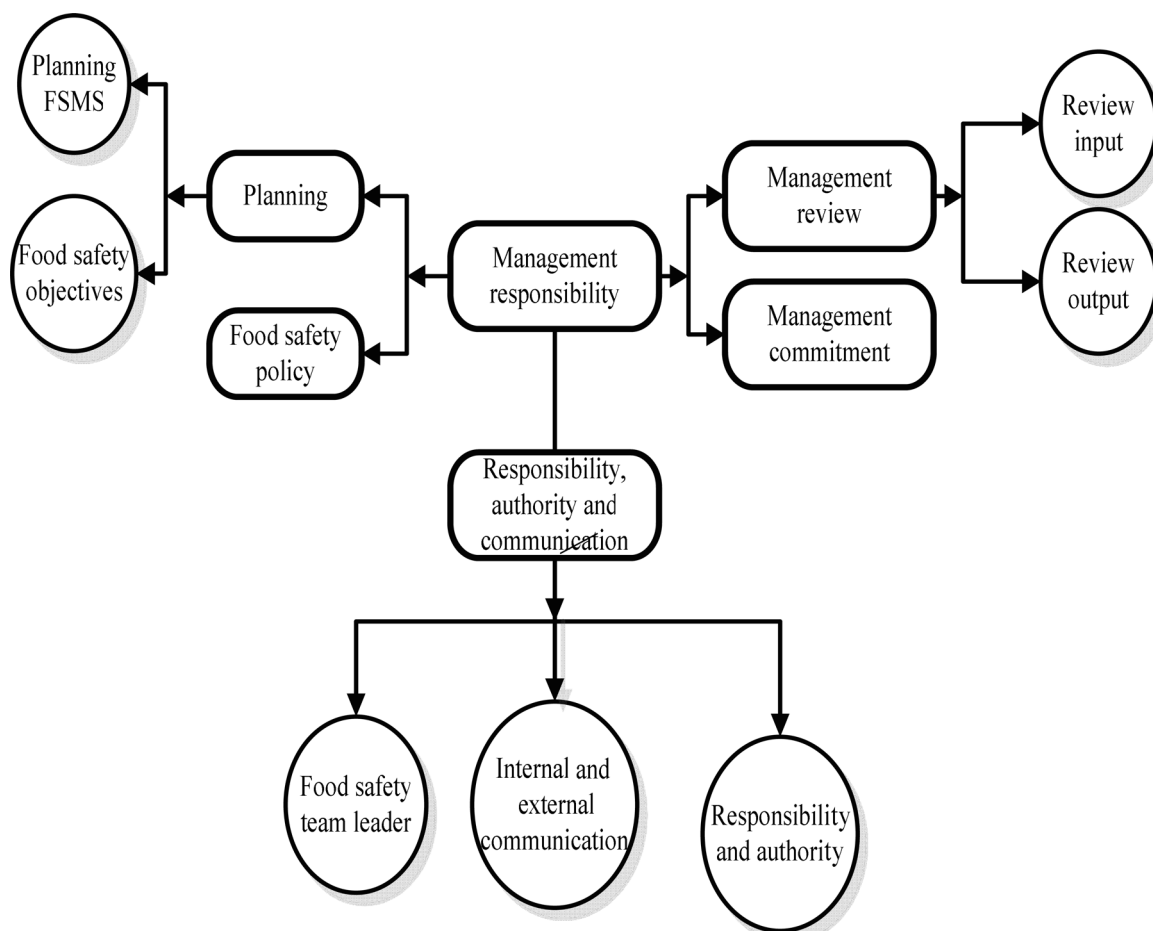 Planning
FSMS
Review
input
Planning
Management
review
Food safety
objectives
Management
responsibility
Review
output
Food safety
policy
Management
commitment
Responsibility,
authority and
communication
Food safety
team leader
Internal and
external
communication
Responsibility
and authority